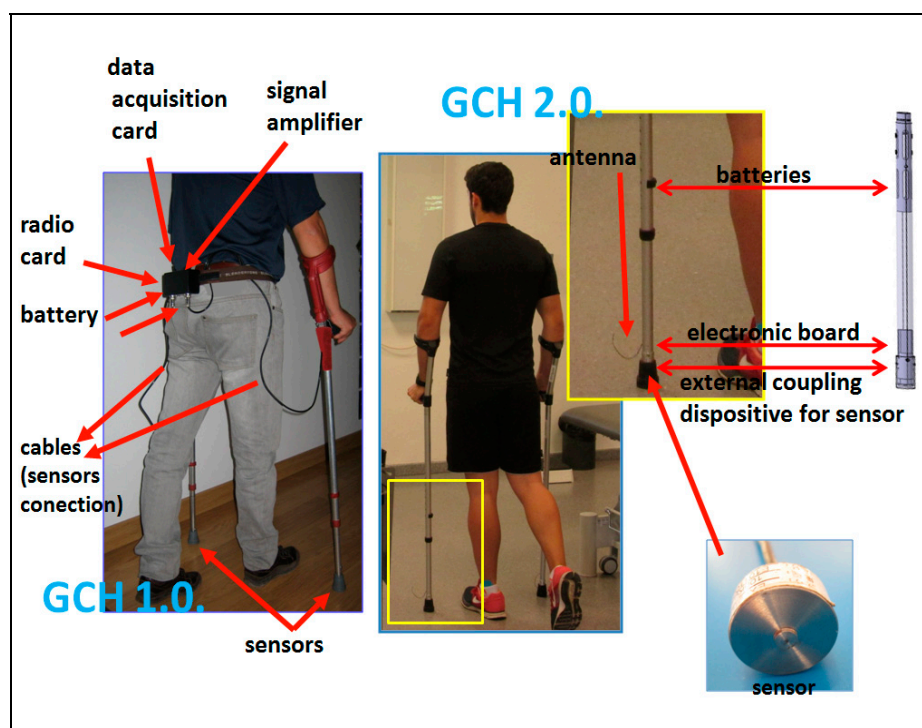 data
acquisition
card
signal
amplifier
radio
card
battery
cables
(sensors
conection)
GCH 1.0.
sensors
GCH 2.0.
antenna
batteries
electronic board
external coupling
dispositive for sensor
sensor